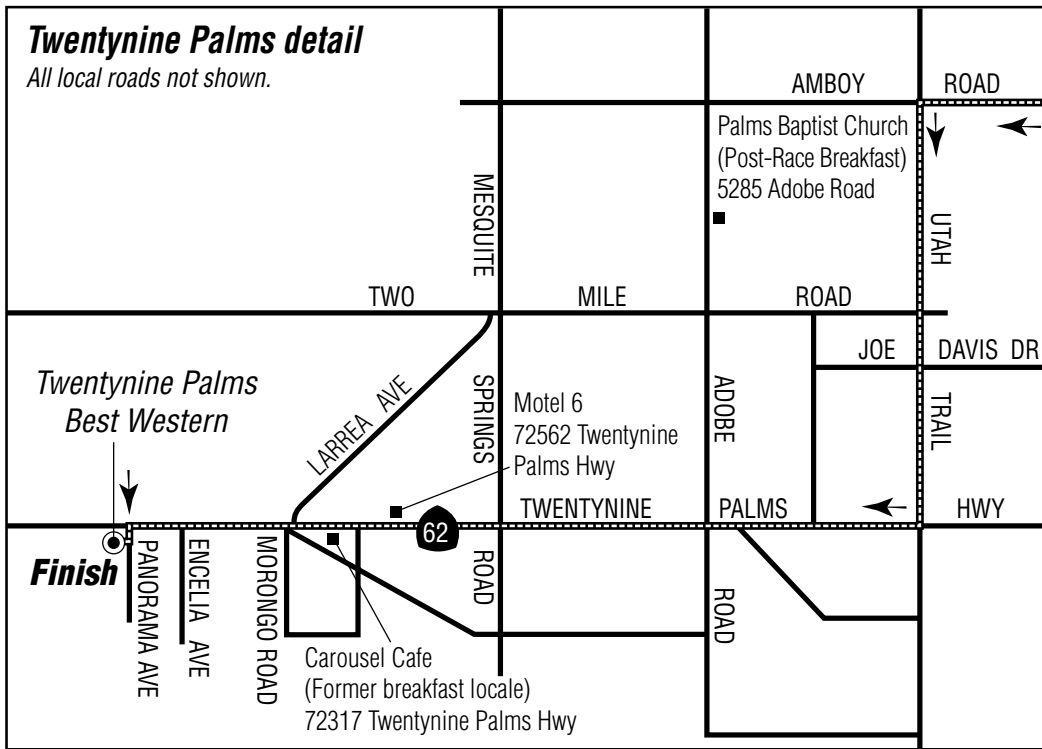 Twentynine Palms detail
All local roads not shown.
AMBOY ROAD
Palms Baptist Church
(Post-Race Breakfast)
5285 Adobe Road
MESQUITE
UTAH
TWO MILE ROAD
JOE DAVIS DR
Twentynine Palms
Best Western
LARREA AVE
SPRINGS
Motel 6
72562 Twentynine
Palms Hwy
ADOBE
TRAIL
TWENTYNINE PALMS HWY
62
Finish
PANORAMA AVE
ENCELIA AVE
MORONGO ROAD
ROAD
ROAD
Carousel Cafe
(Former breakfast locale)
72317 Twentynine Palms Hwy